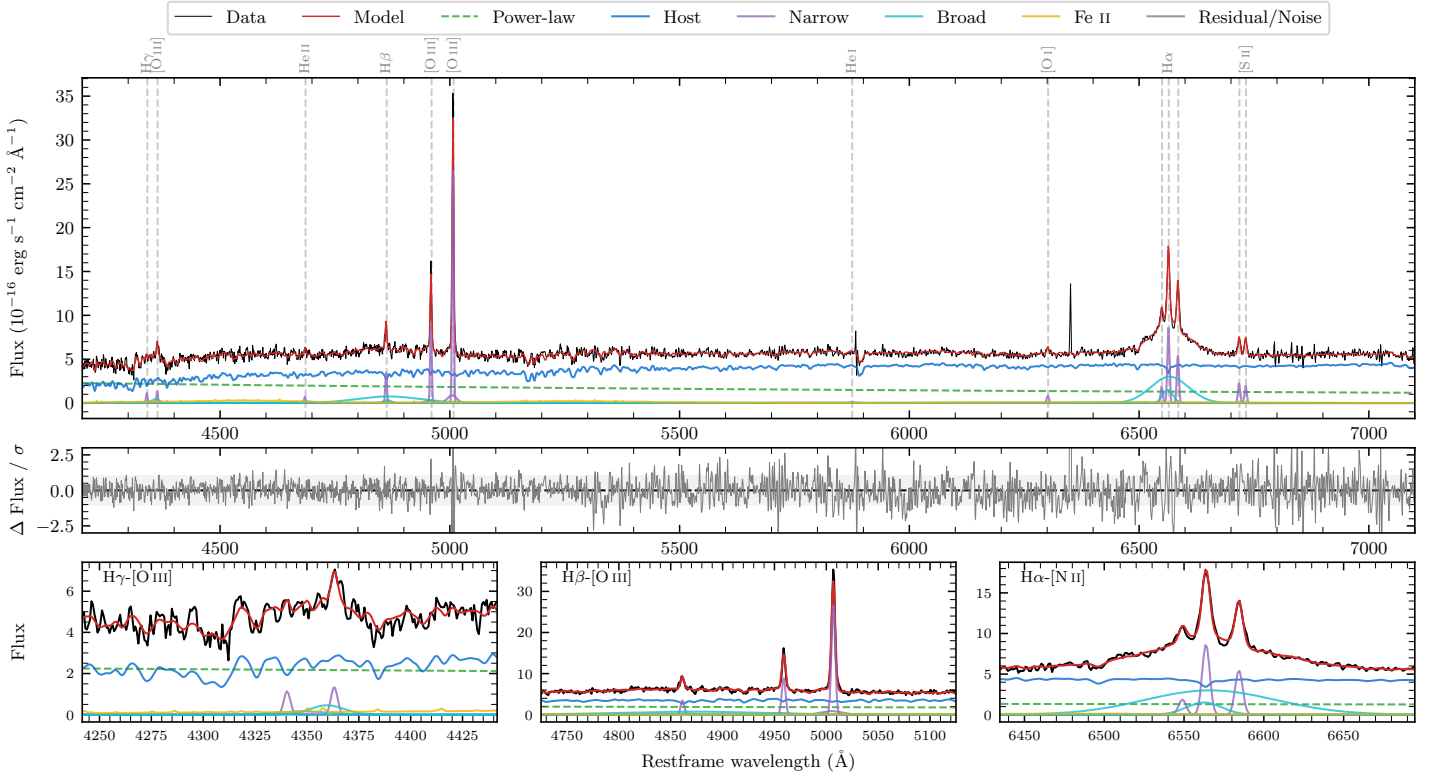 Data Model Power-law Host Narrow Broad Fe II Residual/Noise
Hγ [O III] He II Hβ [O III] [O III] He I [O I] Hα [S II]
Flux (10⁻¹⁶ erg s⁻¹ cm⁻² Å⁻¹)
35
30
25
20
15
10
5
0
4500 5000 5500 6000 6500 7000
Δ Flux / σ
2.5
0.0
−2.5
4500 5000 5500 6000 6500 7000
Hγ-[O III]
Flux
6
4
2
0
4250 4275 4300 4325 4350 4375 4400 4425
Hβ-[O III]
30
20
10
0
4750 4800 4850 4900 4950 5000 5050 5100
Hα-[N II]
15
10
5
0
6450 6500 6550 6600 6650
Restframe wavelength (Å)